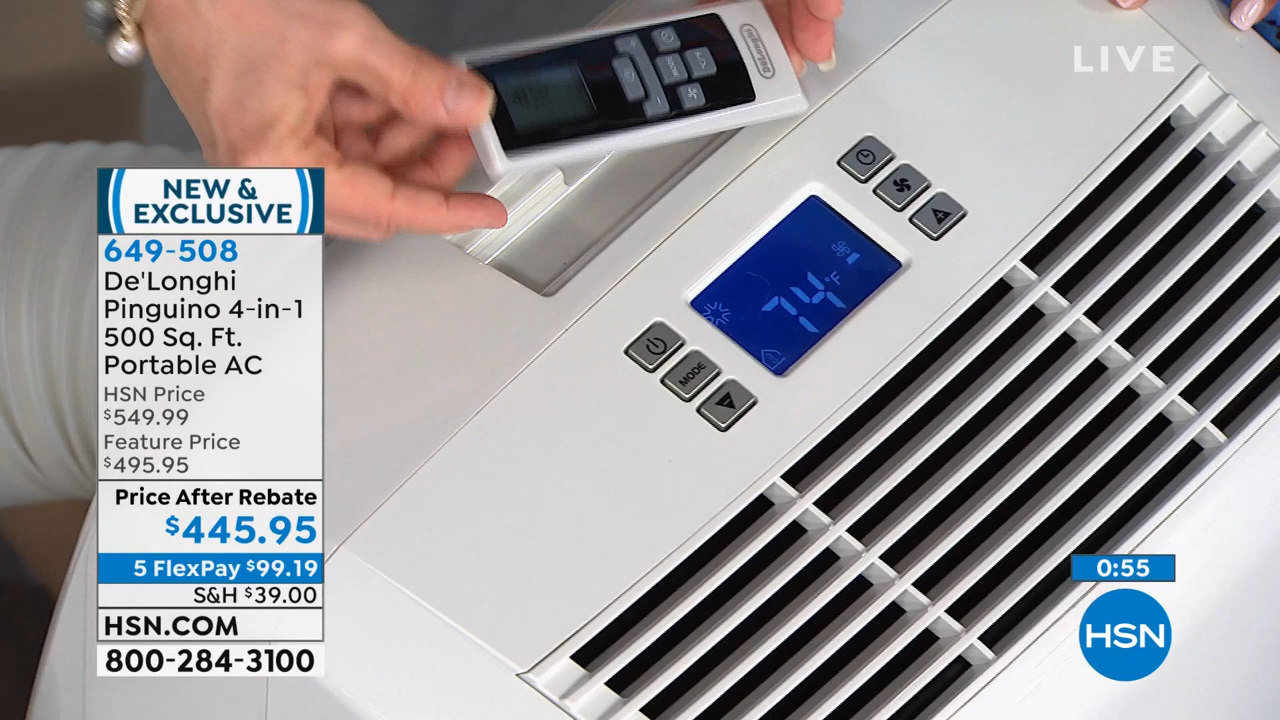 LIVE
De'Longhi
NEW &
EXCLUSIVE
649-508
De'Longhi
Pinguino 4-in-1
500 Sq. Ft.
Portable AC
HSN Price
$549.99
Feature Price
$495.95
Price After Rebate
$445.95
5 FlexPay $99.19
S&H $39.00
HSN.COM
800-284-3100
74°F
MODE
0:55
HSN